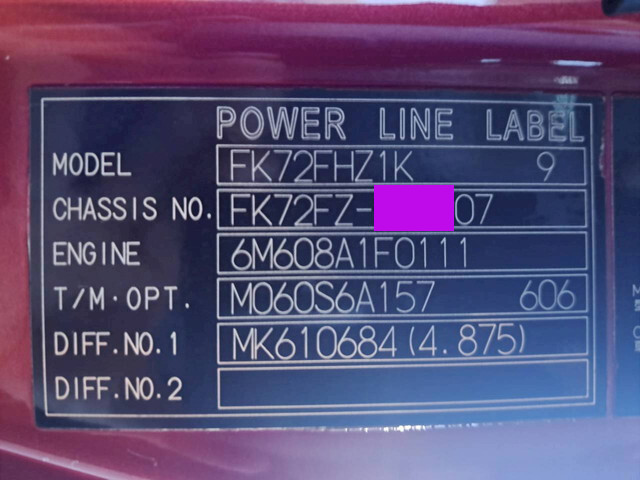 POWER LINE LABEL
MODEL FK72FHZ1K 9
CHASSIS NO. FK72FZ- 07
ENGINE 6M608A1F0111
T/M·OPT. M060S6A157 606
DIFF.NO.1 MK610684(4.875)
DIFF.NO.2